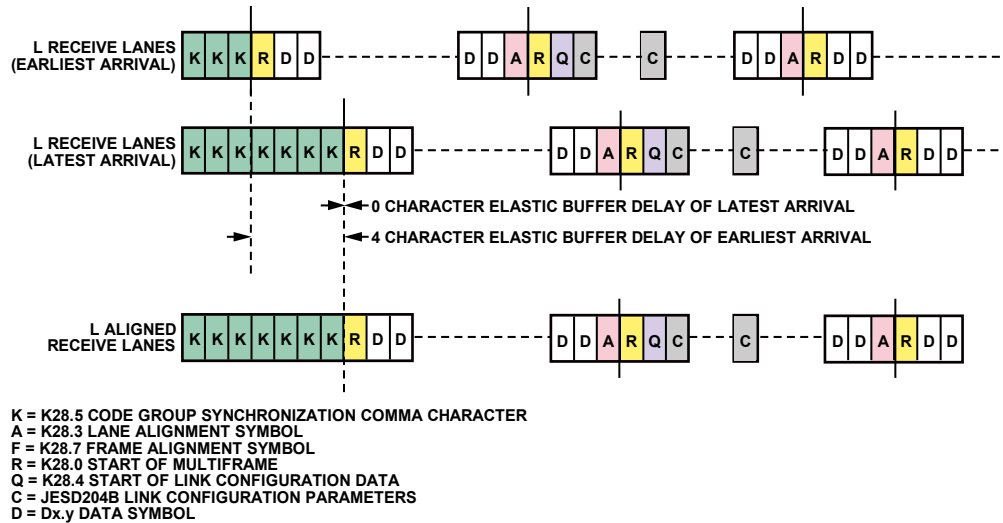 L RECEIVE LANES
(EARLIEST ARRIVAL)
K K K R D D
D D A R Q C
C
D D A R D D
L RECEIVE LANES
(LATEST ARRIVAL)
K K K K K K K R D D
D D A R Q C
C
D D A R D D
0 CHARACTER ELASTIC BUFFER DELAY OF LATEST ARRIVAL
4 CHARACTER ELASTIC BUFFER DELAY OF EARLIEST ARRIVAL
L ALIGNED
RECEIVE LANES
K K K K K K K R D D
D D A R Q C
C
D D A R D D
K = K28.5 CODE GROUP SYNCHRONIZATION COMMA CHARACTER
A = K28.3 LANE ALIGNMENT SYMBOL
F = K28.7 FRAME ALIGNMENT SYMBOL
R = K28.0 START OF MULTIFRAME
Q = K28.4 START OF LINK CONFIGURATION DATA
C = JESD204B LINK CONFIGURATION PARAMETERS
D = Dx.y DATA SYMBOL